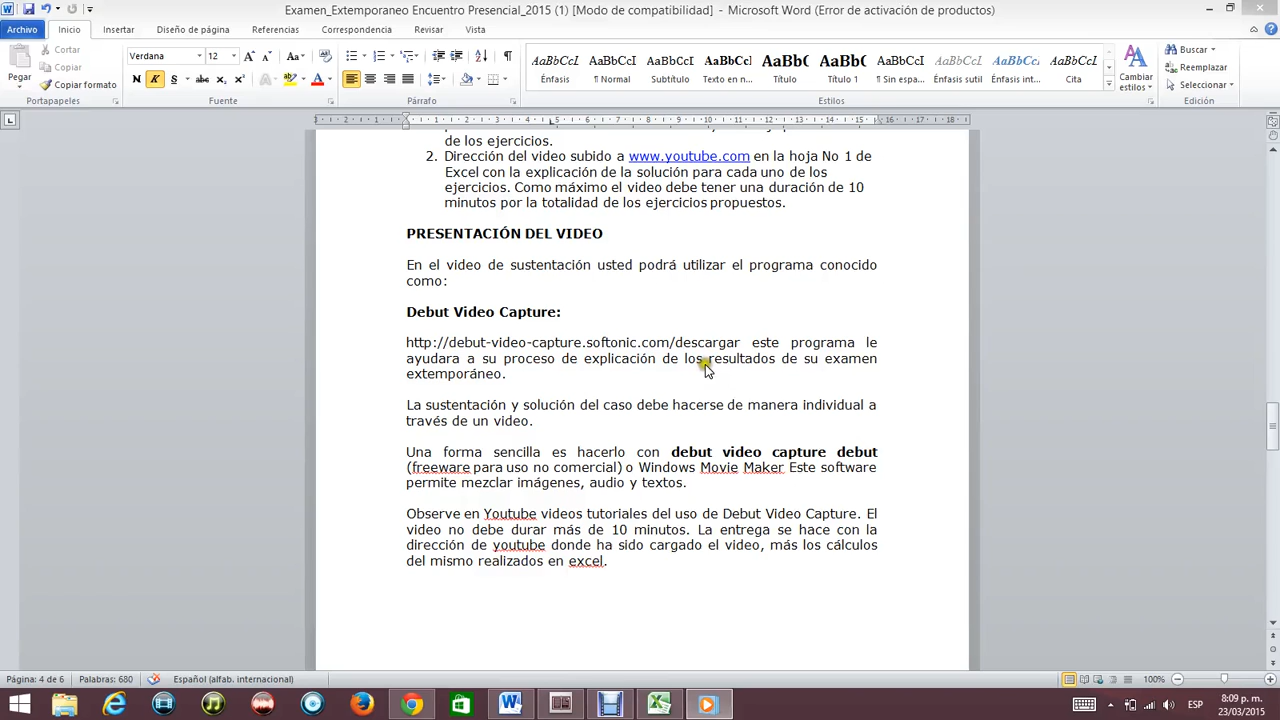 Examen_Extemporaneo Encuentro Presencial_2015 (1) [Modo de compatibilidad] - Microsoft Word (Error de activación de productos)
Archivo Inicio Insertar Diseño de página Referencias Correspondencia Revisar Vista
Pegar
Cortar
Copiar
Copiar formato
Portapapeles
Verdana 12
Fuente
Párrafo
AaBbCcL AaBbCcI AaBbCcL AaBbCcI AaBb( AaBb( AaBbCcL AaBbCcL AaBbCcL AaBbCcL
Énfasis ¶ Normal Subtítulo Texto en n... Título Título 1 ¶ Sin espa... Énfasis sutil Énfasis int... Cita
Estilos
Cambiar estilos
Buscar
Reemplazar
Seleccionar
Edición
de los ejercicios.
2. Dirección del video subido a www.youtube.com en la hoja No 1 de
Excel con la explicación de la solución para cada uno de los
ejercicios. Como máximo el video debe tener una duración de 10
minutos por la totalidad de los ejercicios propuestos.
PRESENTACIÓN DEL VIDEO
En el video de sustentación usted podrá utilizar el programa conocido
como:
Debut Video Capture:
http://debut-video-capture.softonic.com/descargar este programa le
ayudara a su proceso de explicación de los resultados de su examen
extemporáneo.
La sustentación y solución del caso debe hacerse de manera individual a
través de un video.
Una forma sencilla es hacerlo con debut video capture debut
(freeware para uso no comercial) o Windows Movie Maker Este software
permite mezclar imágenes, audio y textos.
Observe en Youtube videos tutoriales del uso de Debut Video Capture. El
video no debe durar más de 10 minutos. La entrega se hace con la
dirección de youtube donde ha sido cargado el video, más los cálculos
del mismo realizados en excel.
Página: 4 de 6 Palabras: 680 Español (alfab. internacional) 100%
ESP
8:09 p. m.
23/03/2015